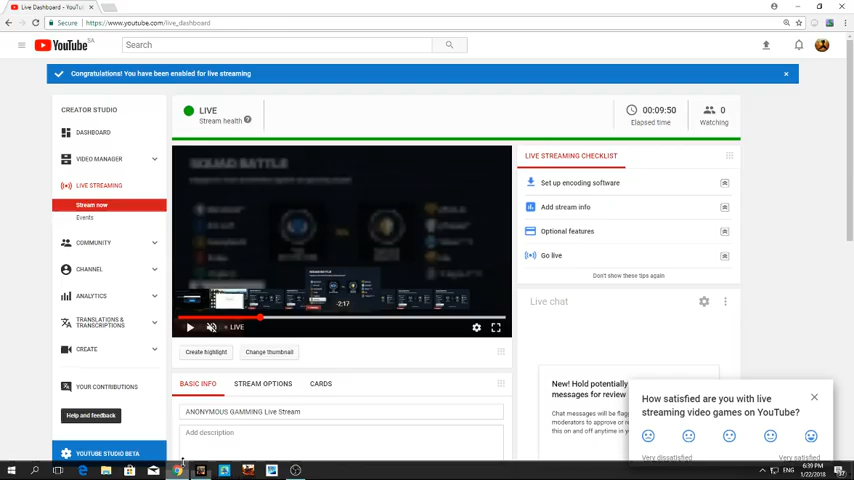 Live Dashboard - YouTu
Secure
https://www.youtube.com/live_dashboard
YouTube SA
Search
Congratulations! You have been enabled for live streaming
CREATOR STUDIO
DASHBOARD
VIDEO MANAGER
LIVE STREAMING
Stream now
Events
COMMUNITY
CHANNEL
ANALYTICS
TRANSLATIONS &
TRANSCRIPTIONS
CREATE
YOUR CONTRIBUTIONS
Help and feedback
YOUTUBE STUDIO BETA
LIVE
Stream health
00:09:50
Elapsed time
0
Watching
SQUAD BATTLE
-2:17
LIVE
Create highlight
Change thumbnail
BASIC INFO
STREAM OPTIONS
CARDS
ANONYMOUS GAMMING Live Stream
Add description
LIVE STREAMING CHECKLIST
Set up encoding software
Add stream info
Optional features
Go live
Don't show these tips again
Live chat
New! Hold potentially
messages for review
Chat messages will be flag
moderators to approve or r
this on and off anytime in y
How satisfied are you with live
streaming video games on YouTube?
Very dissatisfied
Very satisfied
ENG
6:39 PM
1/22/2018